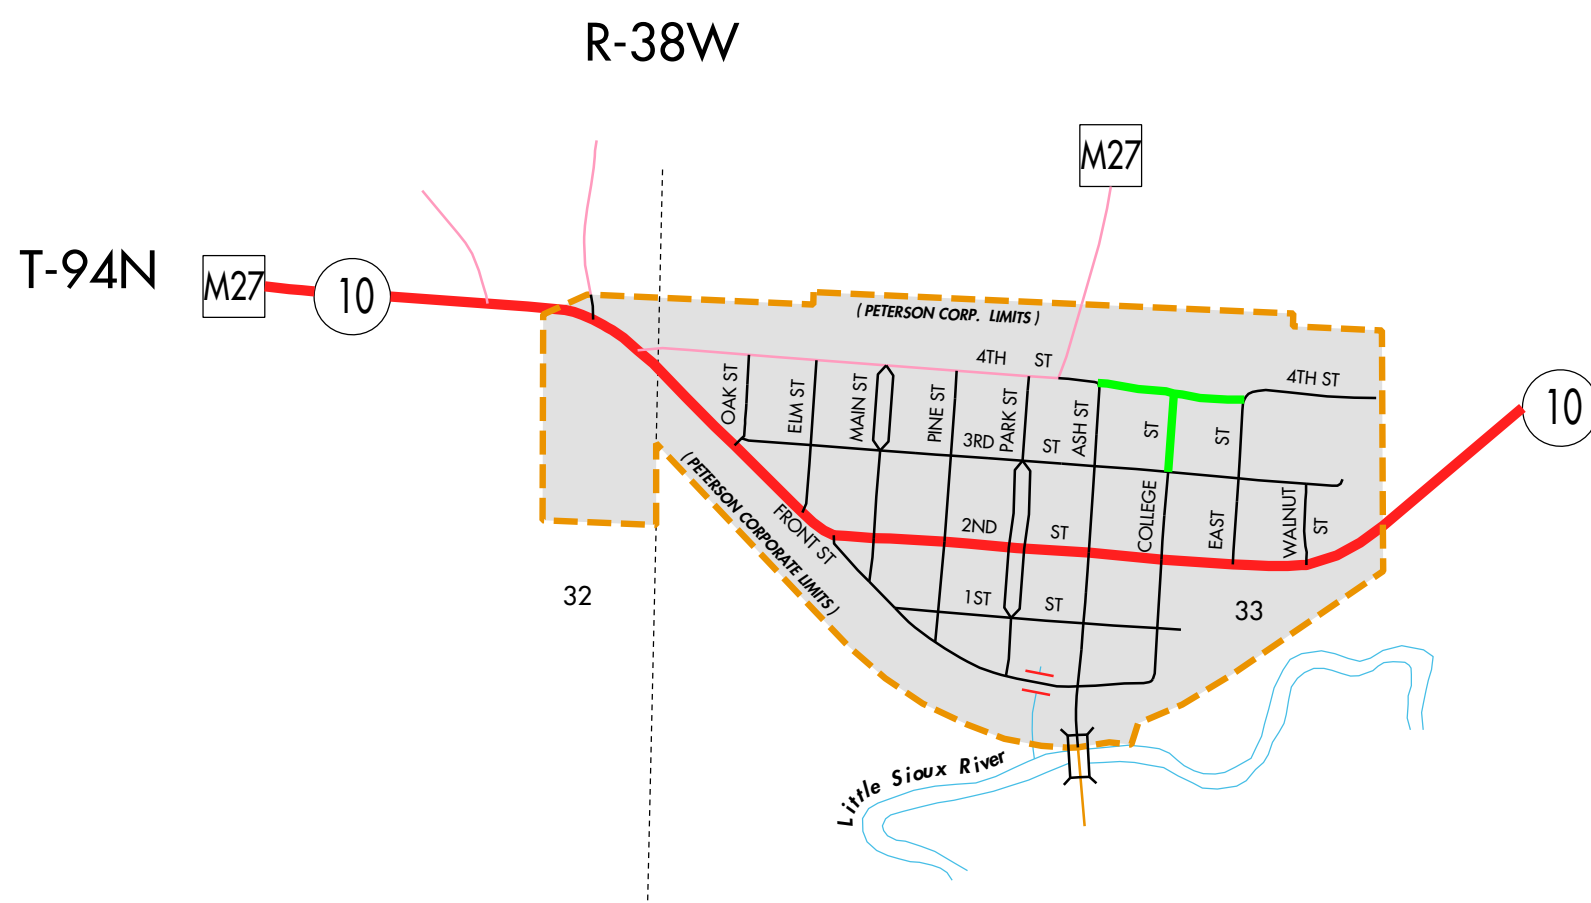 R-38W
M27
T-94N
M27
10
( PETERSON CORP. LIMITS )
4TH ST
4TH ST
10
OAK ST
ELM ST
MAIN ST
PINE ST
PARK ST
ASH ST
COLLEGE ST
EAST ST
WALNUT ST
3RD ST
FRONT ST
2ND ST
( PETERSON CORPORATE LIMITS )
1ST ST
32
33
Little Sioux River